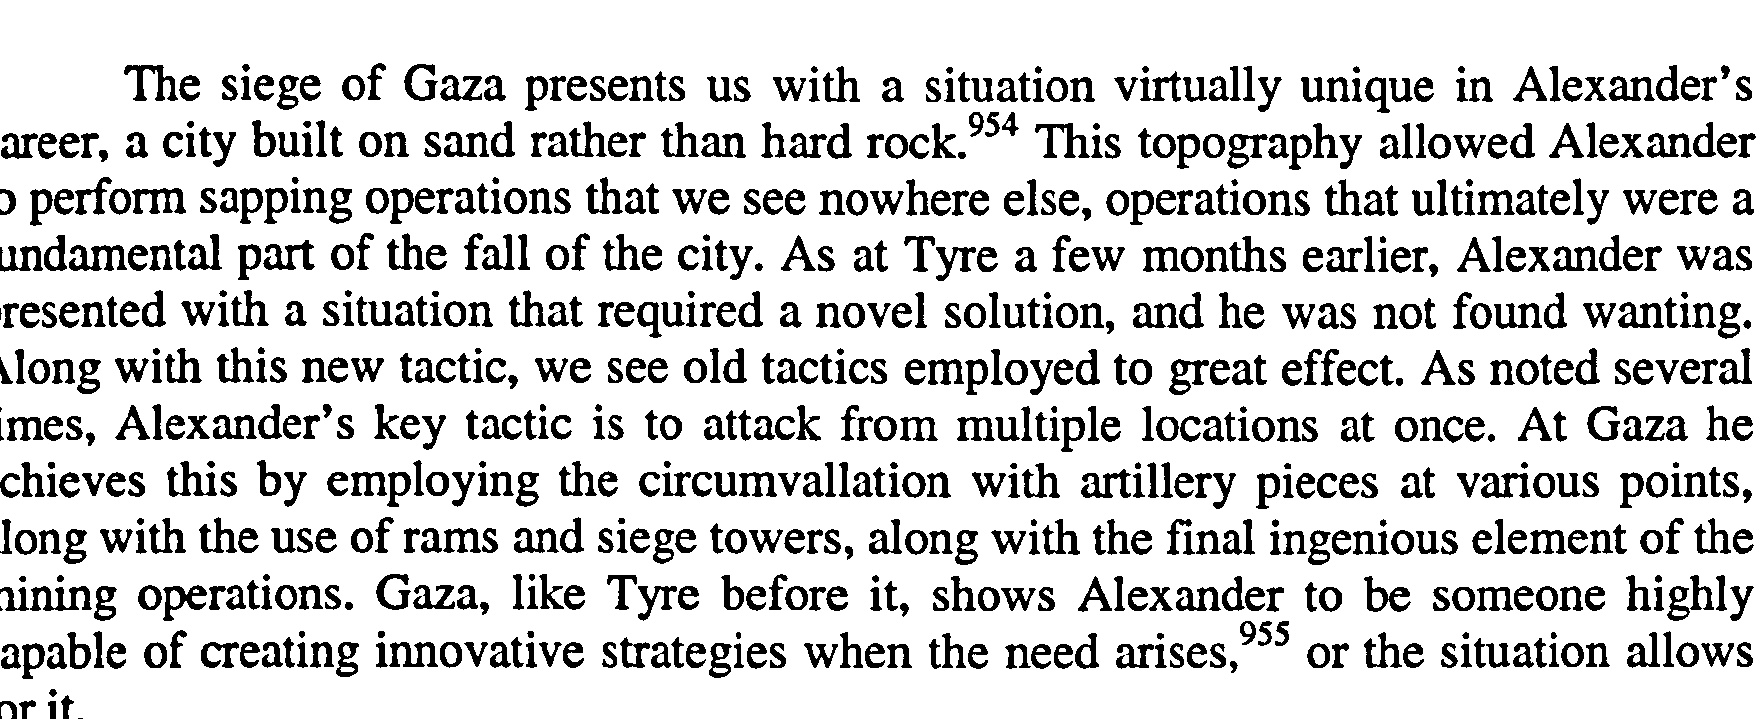 The siege of Gaza presents us with a situation virtually unique in Alexander's
areer, a city built on sand rather than hard rock.954 This topography allowed Alexander
o perform sapping operations that we see nowhere else, operations that ultimately were a
undamental part of the fall of the city. As at Tyre a few months earlier, Alexander was
resented with a situation that required a novel solution, and he was not found wanting.
Along with this new tactic, we see old tactics employed to great effect. As noted several
imes, Alexander's key tactic is to attack from multiple locations at once. At Gaza he
chieves this by employing the circumvallation with artillery pieces at various points,
long with the use of rams and siege towers, along with the final ingenious element of the
mining operations. Gaza, like Tyre before it, shows Alexander to be someone highly
apable of creating innovative strategies when the need arises,955 or the situation allows
or it.